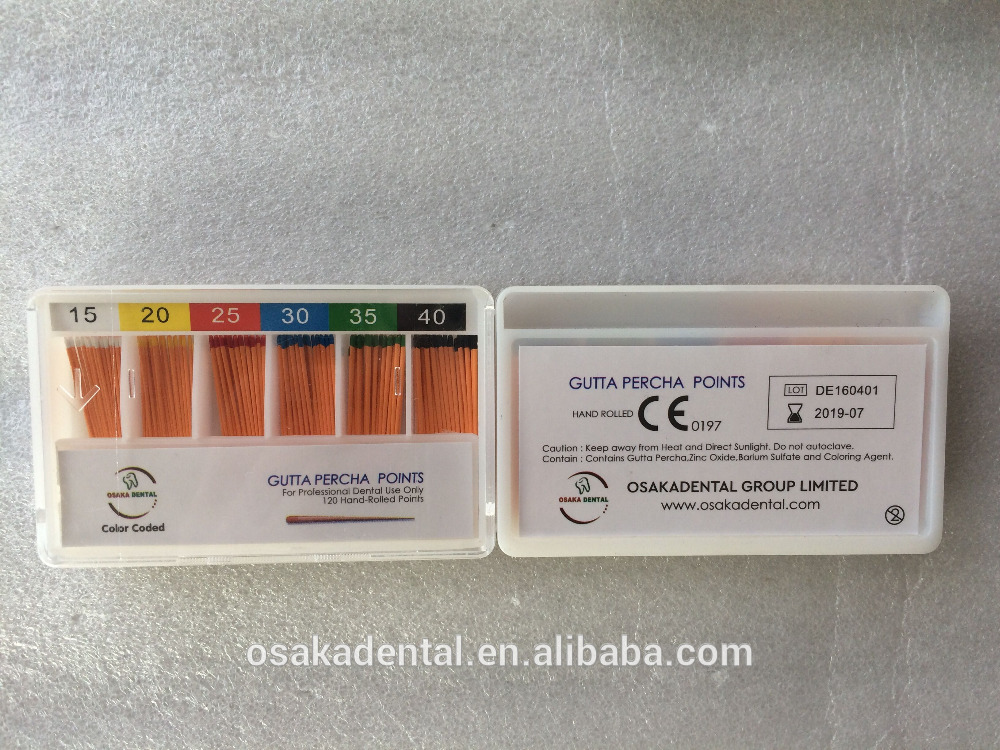 15 20 25 30 35 40
OSAKA DENTAL
Color Coded
GUTTA PERCHA POINTS
For Professional Dental Use Only
120 Hand-Rolled Points
GUTTA PERCHA POINTS
HAND ROLLED CE 0197
LOT DE160401
2019-07
Caution : Keep away from Heat and Direct Sunlight. Do not autoclave.
Contain : Contains Gutta Percha,Zinc Oxide,Barium Sulfate and Coloring Agent.
OSAKA DENTAL
OSAKADENTAL GROUP LIMITED
www.osakadental.com
2
osakadental.en.alibaba.com